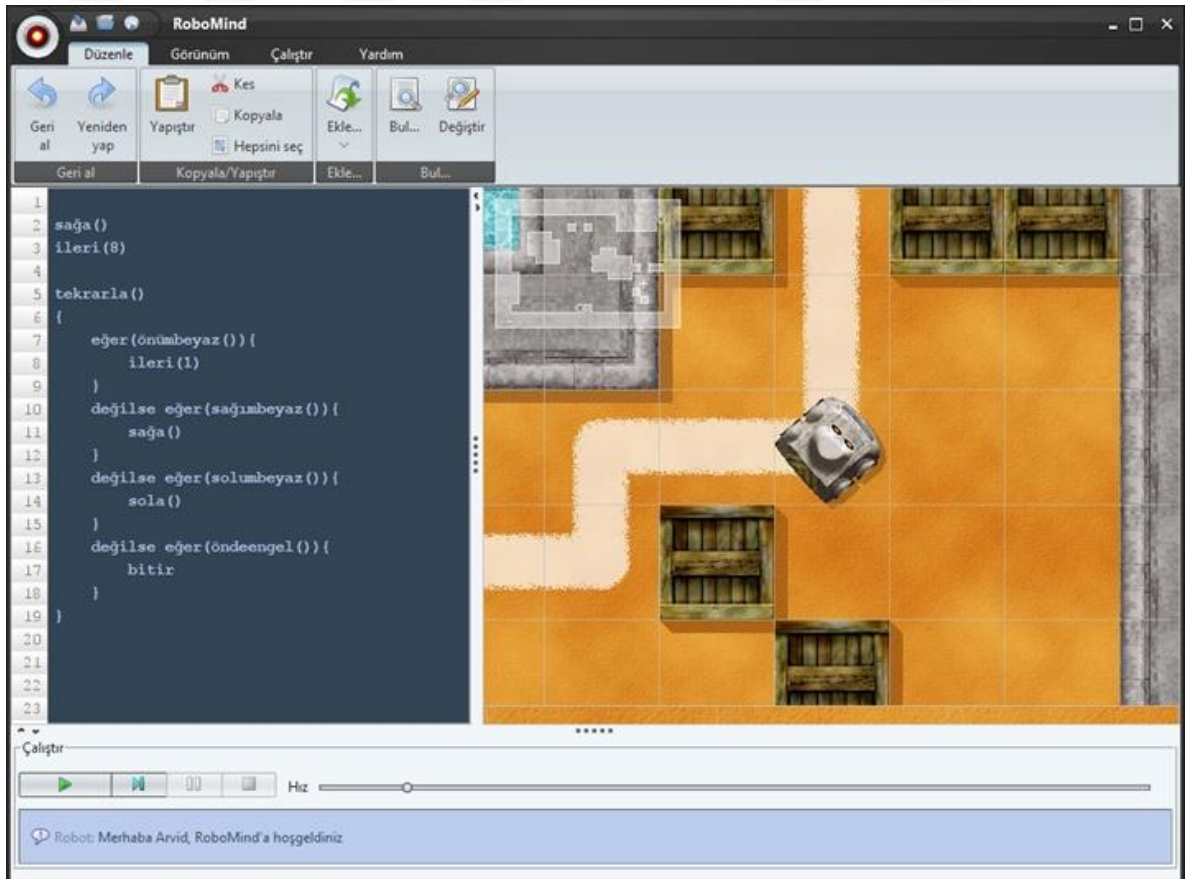 RoboMind
Düzenle Görünüm Çalıştır Yardım
Geri al
Yeniden yap
Yapıştır
Kes
Kopyala
Hepsini seç
Ekle...
Bul...
Değiştir
Geri al Kopyala/Yapıştır Ekle... Bul...
1
2 sağa()
3 ileri(8)
4
5 tekrarla()
6 {
7 eğer(önümbeyaz()){
8 ileri(1)
9 }
10 değilse eğer(sağımbeyaz()){
11 sağa()
12 }
13 değilse eğer(solumbeyaz()){
14 sola()
15 }
16 değilse eğer(öndeengel()){
17 bitir
18 }
19 }
20
21
22
23
Çalıştır
Hız
Robot: Merhaba Arvid, RoboMind'a hoşgeldiniz